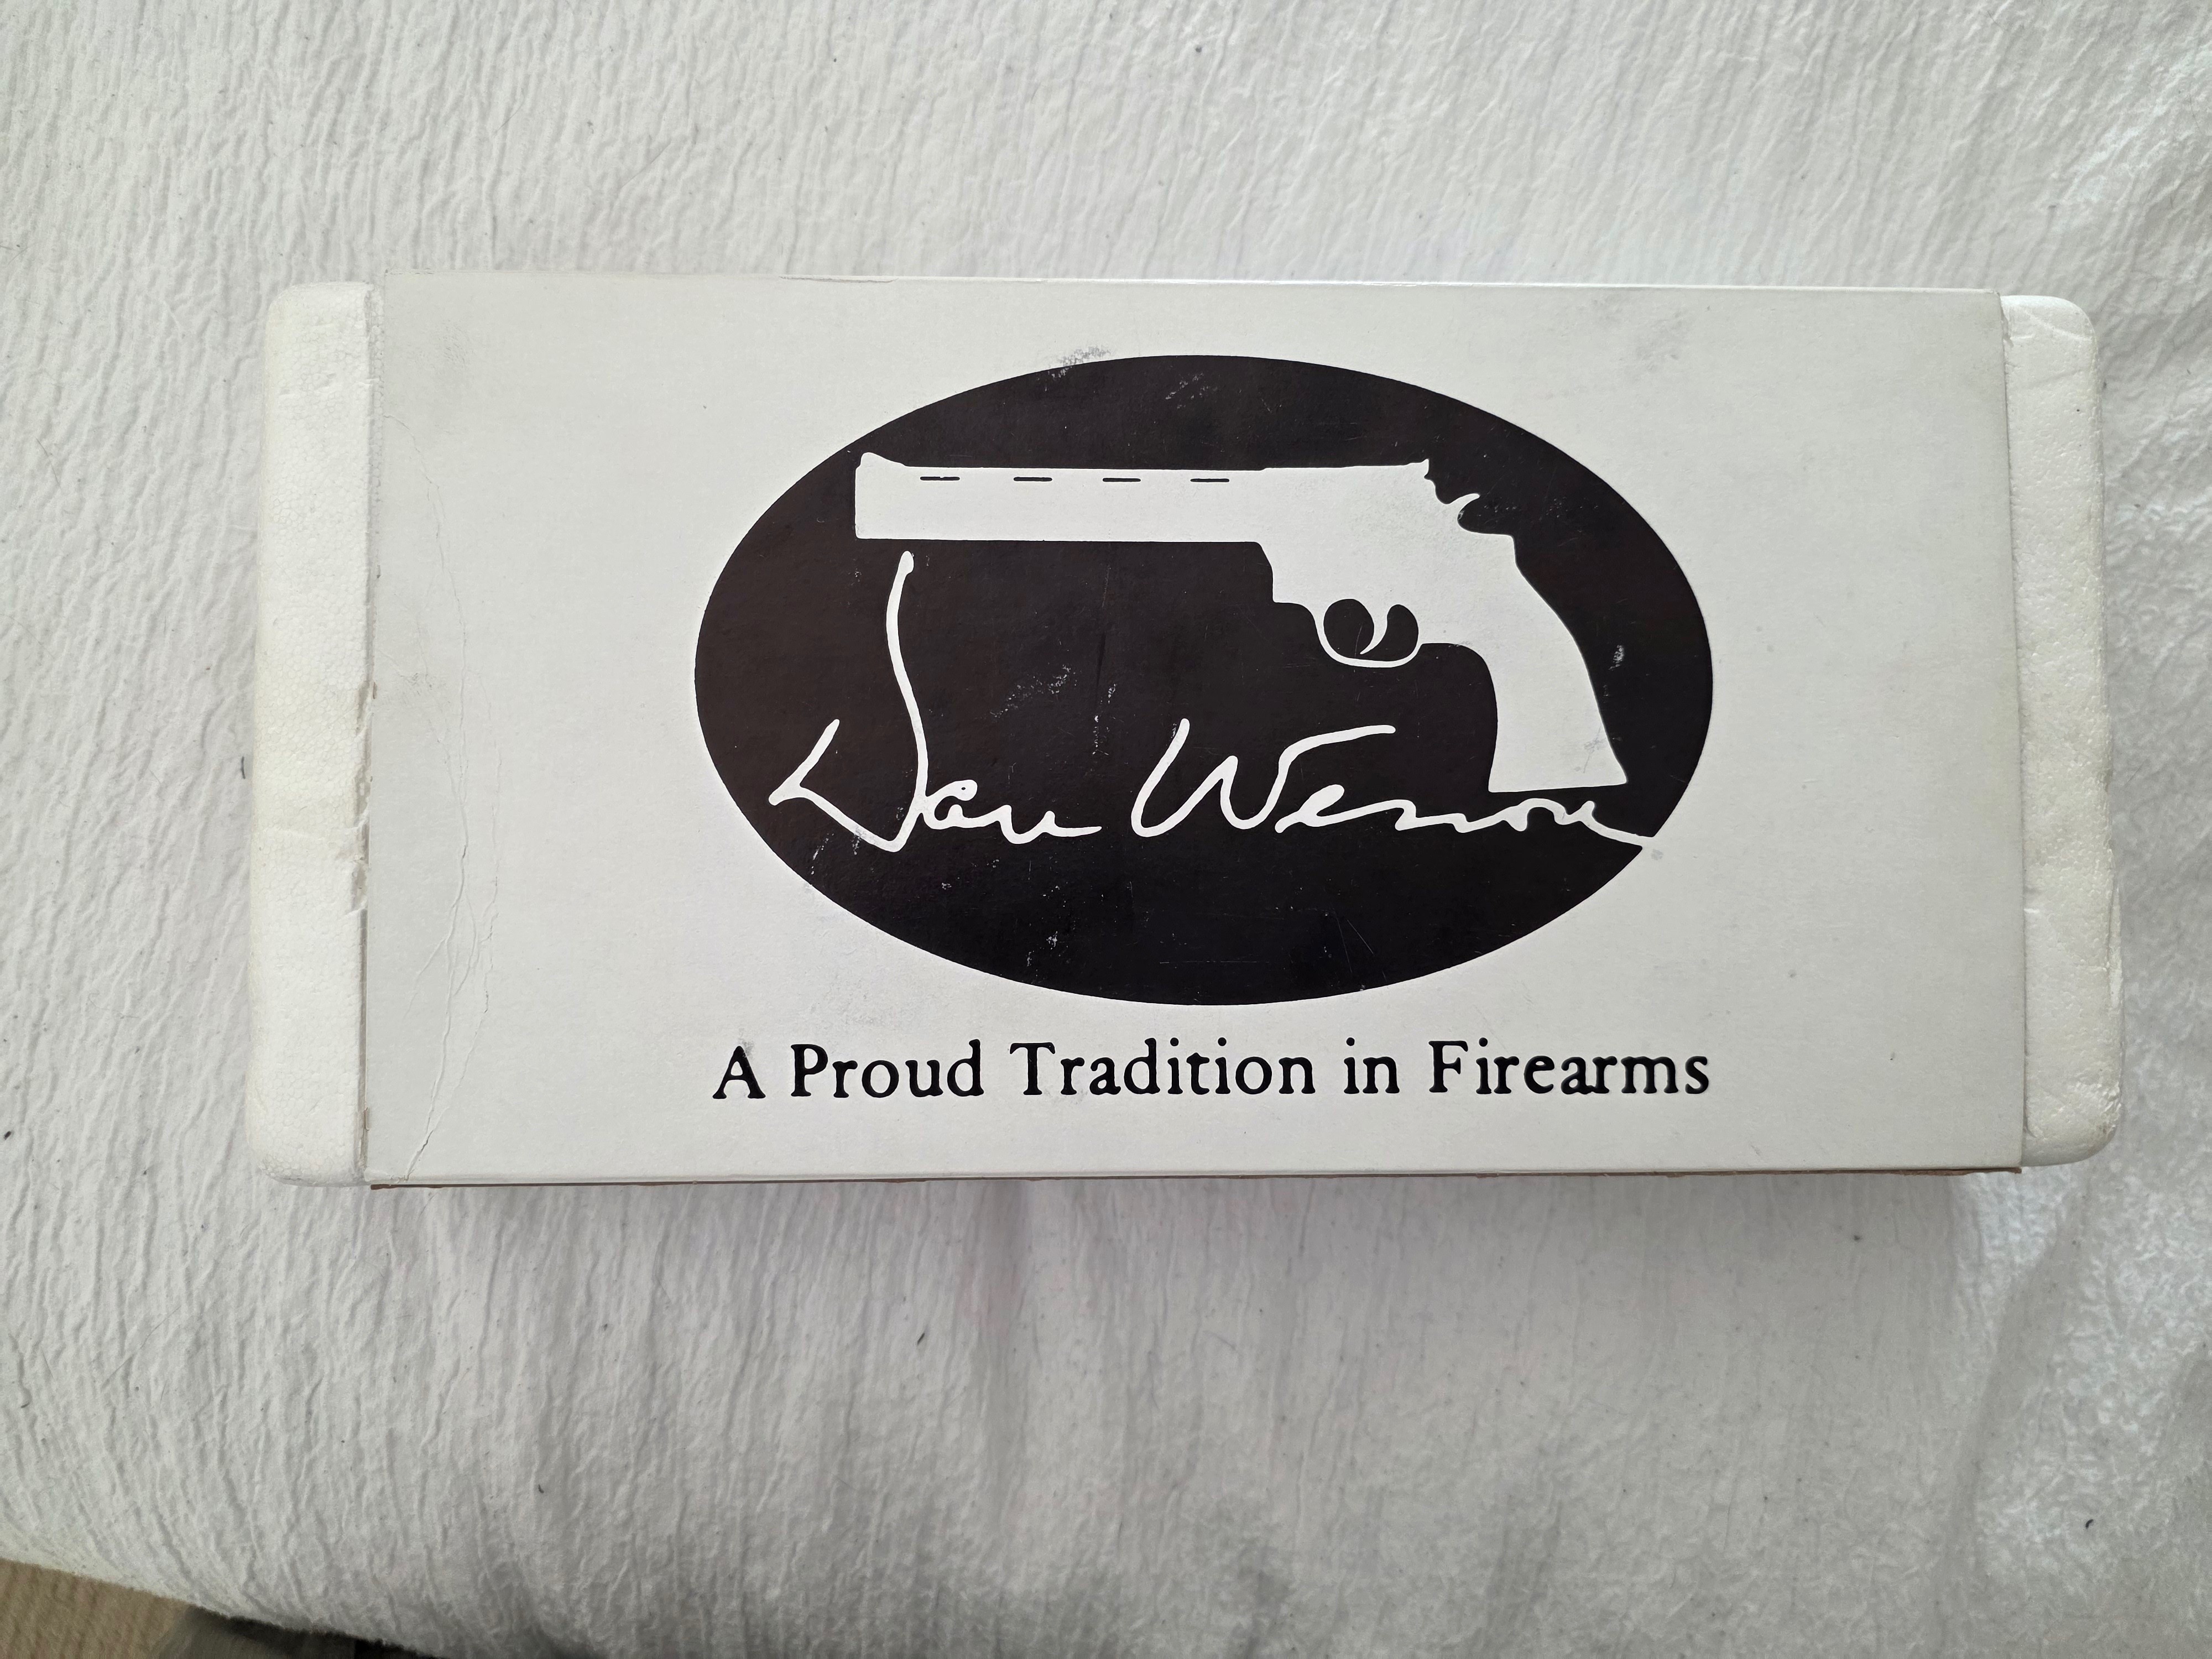 Dan Wesson
A Proud Tradition in Firearms